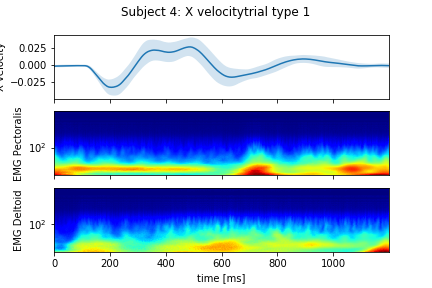 Subject 4: X velocitytrial type 1
X velocity
0.025
0.000
−0.025
EMG Pectoralis
10²
EMG Deltoid
10²
0 200 400 600 800 1000
time [ms]